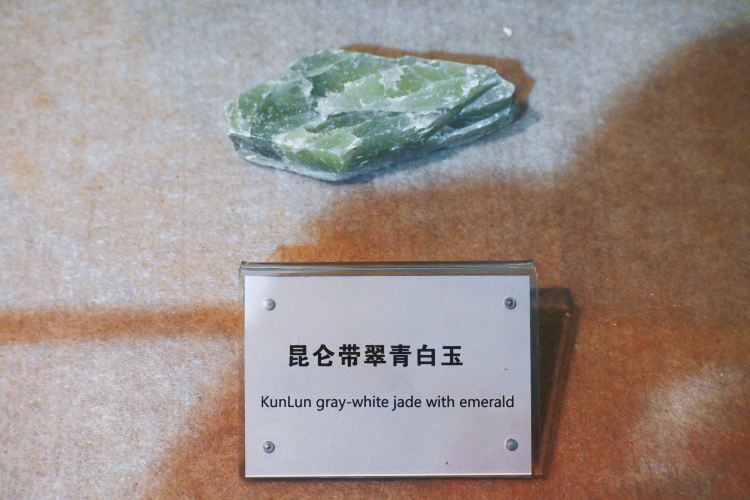 昆仑带翠青白玉
KunLun gray-white jade with emerald